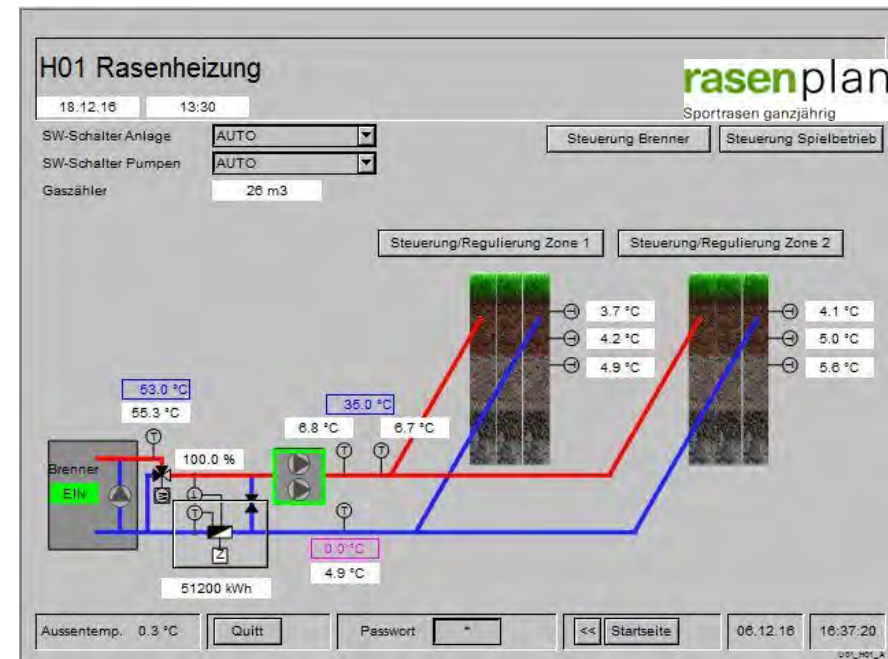 H01 Rasenheizung
rasenplan
Sportrasen ganzjährig
18.12.16 13:30
SW-Schalter Anlage AUTO
Steuerung Brenner Steuerung Spielbetrieb
SW-Schalter Pumpen AUTO
Gaszähler 26 m3
Steuerung/Regulierung Zone 1 Steuerung/Regulierung Zone 2
3.7 °C 4.1 °C
4.2 °C 5.0 °C
4.9 °C 5.6 °C
53.0 °C 35.0 °C
55.3 °C
6.8 °C 6.7 °C
T
T T
Brenner 100.0 %
EIN
M T
T T
Z
0.0 °C
4.9 °C
51200 kWh
Aussentemp. 0.3 °C Quitt Passwort * << Startseite 06.12.16 16:37:20